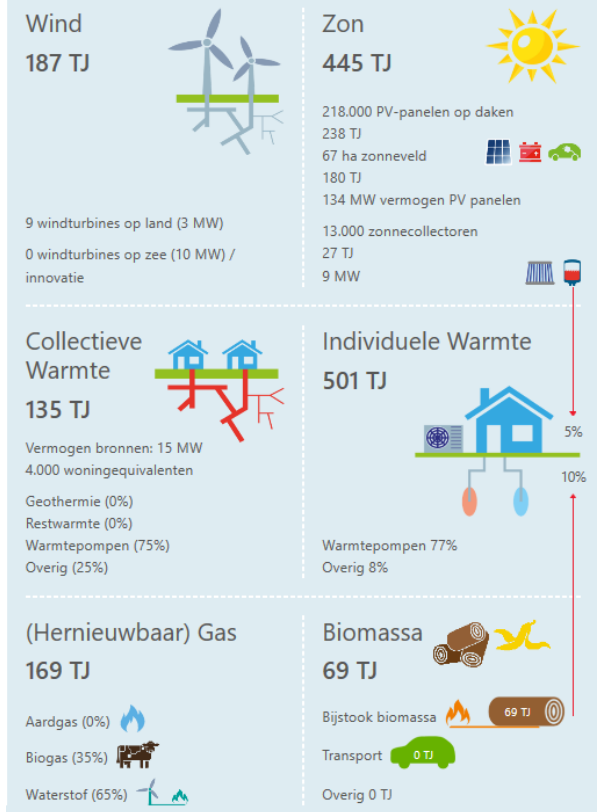 Wind
187 TJ
9 windturbines op land (3 MW)
0 windturbines op zee (10 MW) /
innovatie
Zon
445 TJ
218.000 PV-panelen op daken
238 TJ
67 ha zonneveld
180 TJ
134 MW vermogen PV panelen
13.000 zonnecollectoren
27 TJ
9 MW
Collectieve
Warmte
135 TJ
Vermogen bronnen: 15 MW
4.000 woningequivalenten
Geothermie (0%)
Restwarmte (0%)
Warmtepompen (75%)
Overig (25%)
Individuele Warmte
501 TJ
5%
10%
Warmtepompen 77%
Overig 8%
(Hernieuwbaar) Gas
169 TJ
Aardgas (0%)
Biogas (35%)
Waterstof (65%)
Biomassa
69 TJ
Bijstook biomassa 69 TJ
Transport 0 TJ
Overig 0 TJ